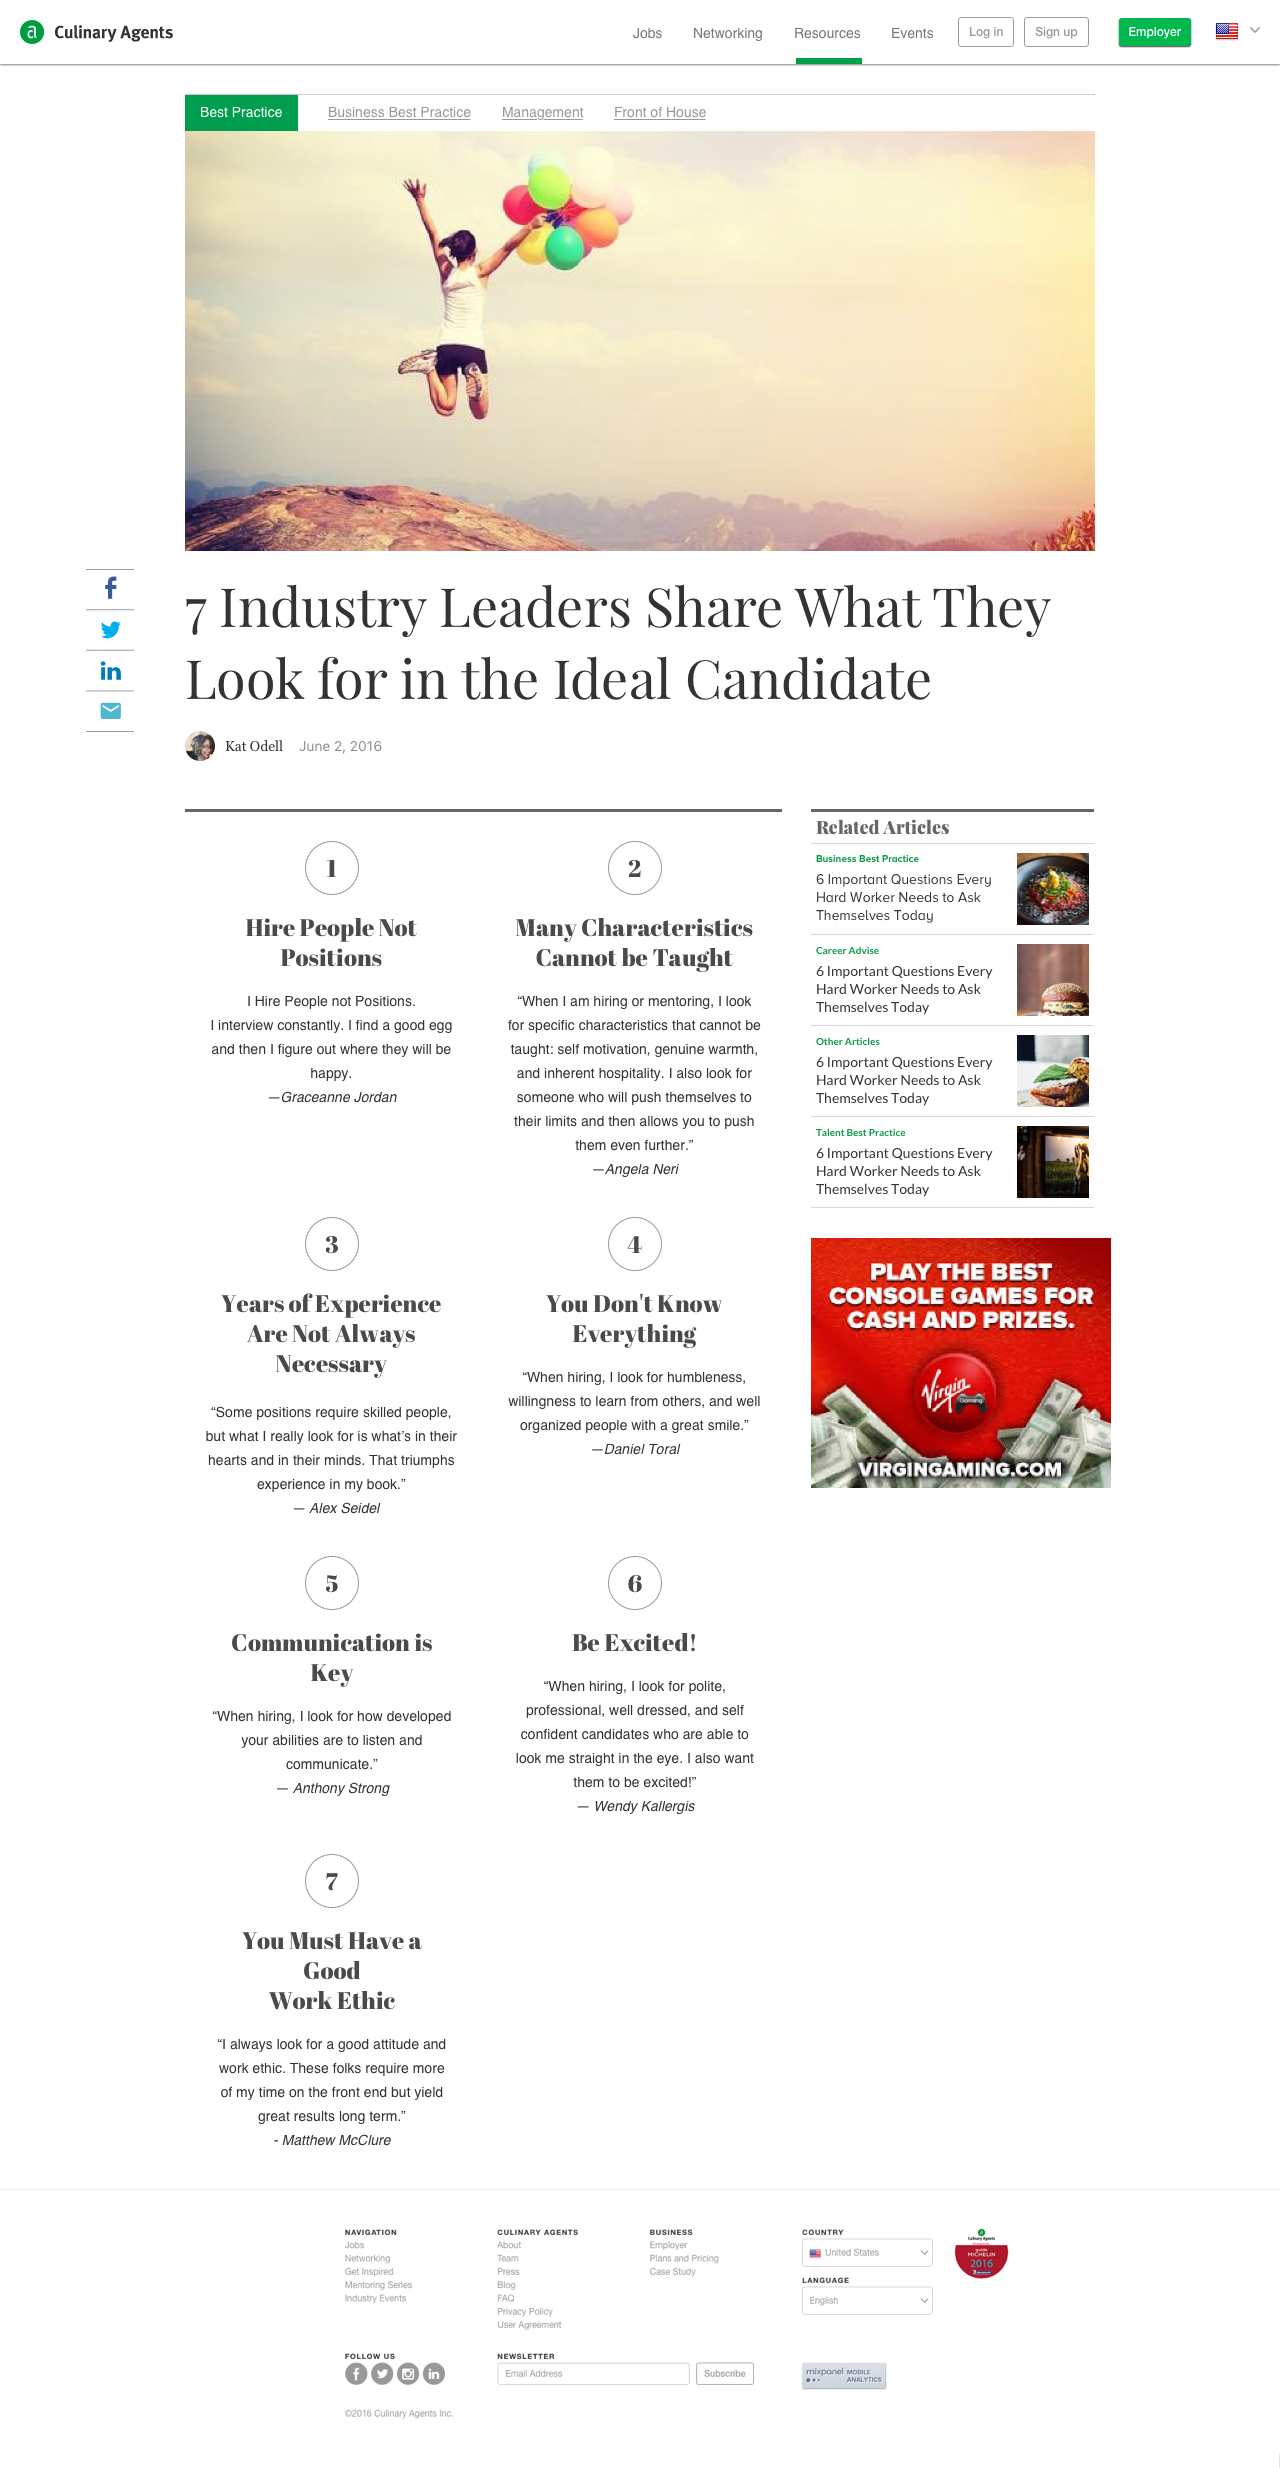 a Culinary Agents
Jobs Networking Resources Events Log in Sign up Employer
Best Practice Business Best Practice Management Front of House
7 Industry Leaders Share What They
Look for in the Ideal Candidate
Kat Odell June 2, 2016
1
Hire People Not
Positions
I Hire People not Positions.
I interview constantly. I find a good egg
and then I figure out where they will be
happy.
—Graceanne Jordan
2
Many Characteristics
Cannot be Taught
“When I am hiring or mentoring, I look
for specific characteristics that cannot be
taught: self motivation, genuine warmth,
and inherent hospitality. I also look for
someone who will push themselves to
their limits and then allows you to push
them even further.”
—Angela Neri
3
Years of Experience
Are Not Always
Necessary
“Some positions require skilled people,
but what I really look for is what’s in their
hearts and in their minds. That triumphs
experience in my book.”
— Alex Seidel
4
You Don't Know
Everything
“When hiring, I look for humbleness,
willingness to learn from others, and well
organized people with a great smile.”
—Daniel Toral
5
Communication is
Key
“When hiring, I look for how developed
your abilities are to listen and
communicate.”
— Anthony Strong
6
Be Excited!
“When hiring, I look for polite,
professional, well dressed, and self
confident candidates who are able to
look me straight in the eye. I also want
them to be excited!”
— Wendy Kallergis
7
You Must Have a
Good
Work Ethic
“I always look for a good attitude and
work ethic. These folks require more
of my time on the front end but yield
great results long term.”
- Matthew McClure
Related Articles
Business Best Practice
6 Important Questions Every
Hard Worker Needs to Ask
Themselves Today
Career Advise
6 Important Questions Every
Hard Worker Needs to Ask
Themselves Today
Other Articles
6 Important Questions Every
Hard Worker Needs to Ask
Themselves Today
Talent Best Practice
6 Important Questions Every
Hard Worker Needs to Ask
Themselves Today
PLAY THE BEST
CONSOLE GAMES FOR
CASH AND PRIZES.
Virgin
Gaming
VIRGINGAMING.COM
NAVIGATION
Jobs
Networking
Get Inspired
Mentoring Series
Industry Events
CULINARY AGENTS
About
Team
Press
Blog
FAQ
Privacy Policy
User Agreement
BUSINESS
Employer
Plans and Pricing
Case Study
COUNTRY
United States
LANGUAGE
English
Culinary Agents
MICHELIN
2016
FOLLOW US
NEWSLETTER
Email Address Subscribe
mixpanel MOBILE
ANALYTICS
©2016 Culinary Agents Inc.